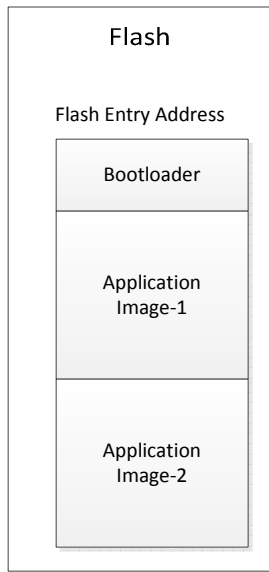 Flash
Flash Entry Address
Bootloader
Application
Image-1
Application
Image-2